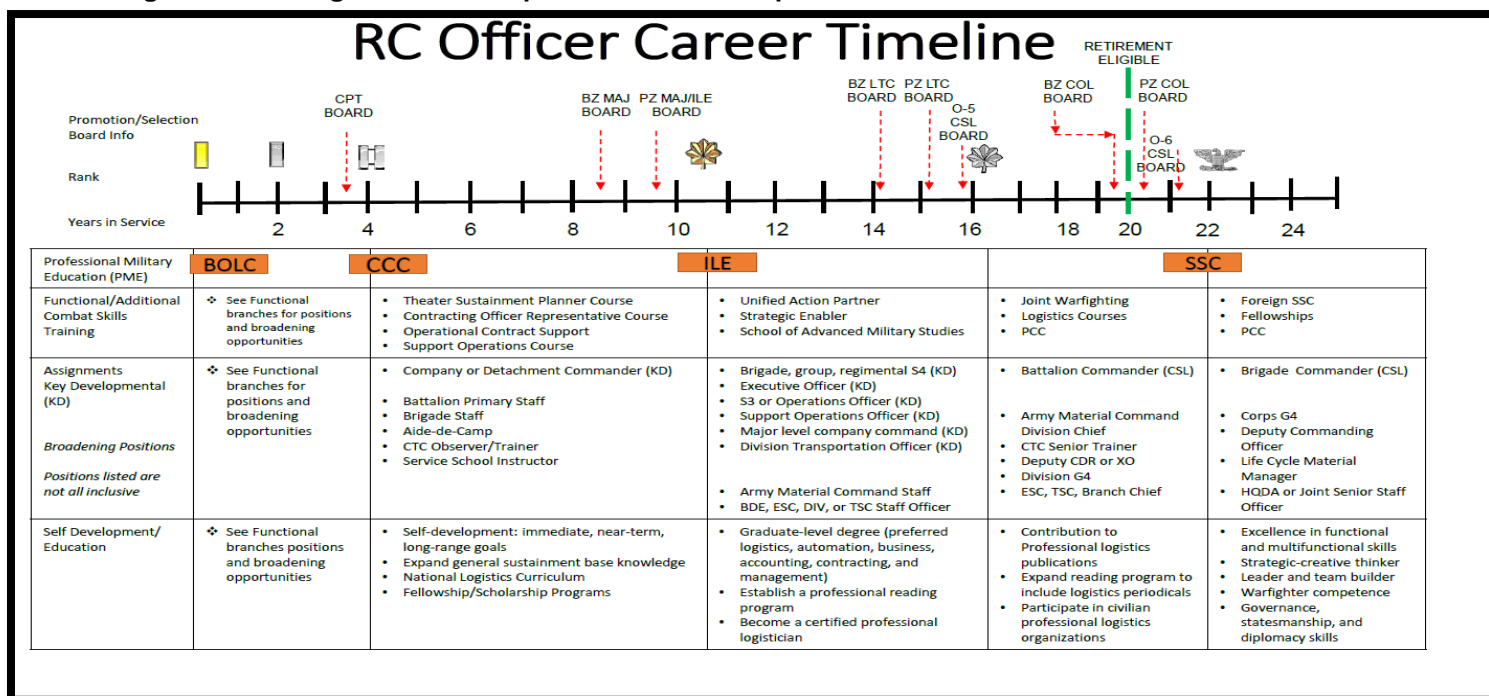 RC Officer Career Timeline
RETIREMENT
ELIGIBLE
CPT
BOARD
BZ MAJ
BOARD
PZ MAJ/ILE
BOARD
BZ LTC
BOARD
PZ LTC
BOARD
O-5
CSL
BOARD
BZ COL
BOARD
PZ COL
BOARD
O-6
CSL
BOARD
Promotion/Selection
Board Info
Rank
Years in Service
2 4 6 8 10 12 14 16 18 20 22 24
Professional Military
Education (PME)
BOLC
CCC
ILE
SSC
Functional/Additional
Combat Skills
Training
❖ See Functional
branches for positions
and broadening
opportunities
• Theater Sustainment Planner Course
• Contracting Officer Representative Course
• Operational Contract Support
• Support Operations Course
• Unified Action Partner
• Strategic Enabler
• School of Advanced Military Studies
• Joint Warfighting
• Logistics Courses
• PCC
• Foreign SSC
• Fellowships
• PCC
Assignments
Key Developmental
(KD)
Broadening Positions
Positions listed are
not all inclusive
❖ See Functional
branches for
positions and
broadening
opportunities
• Company or Detachment Commander (KD)
• Battalion Primary Staff
• Brigade Staff
• Aide-de-Camp
• CTC Observer/Trainer
• Service School Instructor
• Brigade, group, regimental S4 (KD)
• Executive Officer (KD)
• S3 or Operations Officer (KD)
• Support Operations Officer (KD)
• Major level company command (KD)
• Division Transportation Officer (KD)
• Army Material Command Staff
• BDE, ESC, DIV, or TSC Staff Officer
• Battalion Commander (CSL)
• Army Material Command
Division Chief
• CTC Senior Trainer
• Deputy CDR or XO
• Division G4
• ESC, TSC, Branch Chief
• Brigade Commander (CSL)
• Corps G4
• Deputy Commanding
Officer
• Life Cycle Material
Manager
• HQDA or Joint Senior Staff
Officer
Self Development/
Education
❖ See Functional
branches positions
and broadening
opportunities
• Self-development: immediate, near-term,
long-range goals
• Expand general sustainment base knowledge
• National Logistics Curriculum
• Fellowship/Scholarship Programs
• Graduate-level degree (preferred
logistics, automation, business,
accounting, contracting, and
management)
• Establish a professional reading
program
• Become a certified professional
logistician
• Contribution to
Professional logistics
publications
• Expand reading program to
include logistics periodicals
• Participate in civilian
professional logistics
organizations
• Excellence in functional
and multifunctional skills
• Strategic-creative thinker
• Leader and team builder
• Warfighter competence
• Governance,
statesmanship, and
diplomacy skills